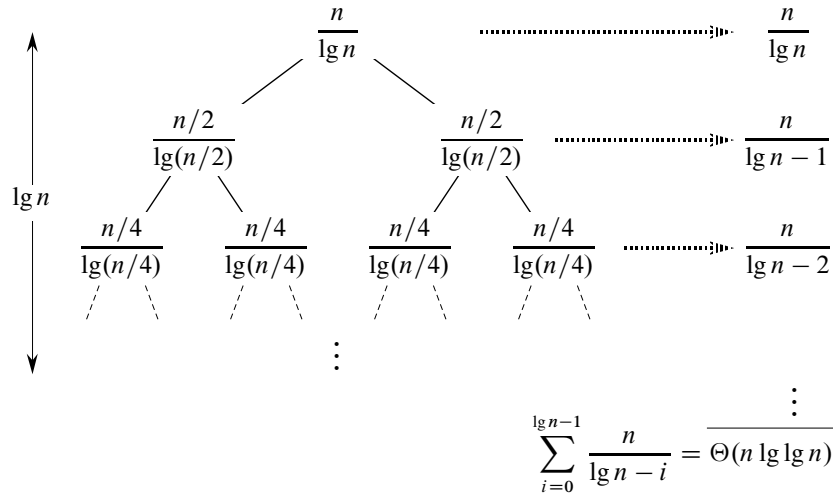 n/lg n n/lg n
n/2/lg(n/2) n/2/lg(n/2) n/lg n − 1
lg n
n/4/lg(n/4) n/4/lg(n/4) n/4/lg(n/4) n/4/lg(n/4) n/lg n − 2
⋮
⋮
∑_{i=0}^{lg n−1} n/lg n − i = Θ(n lg lg n)